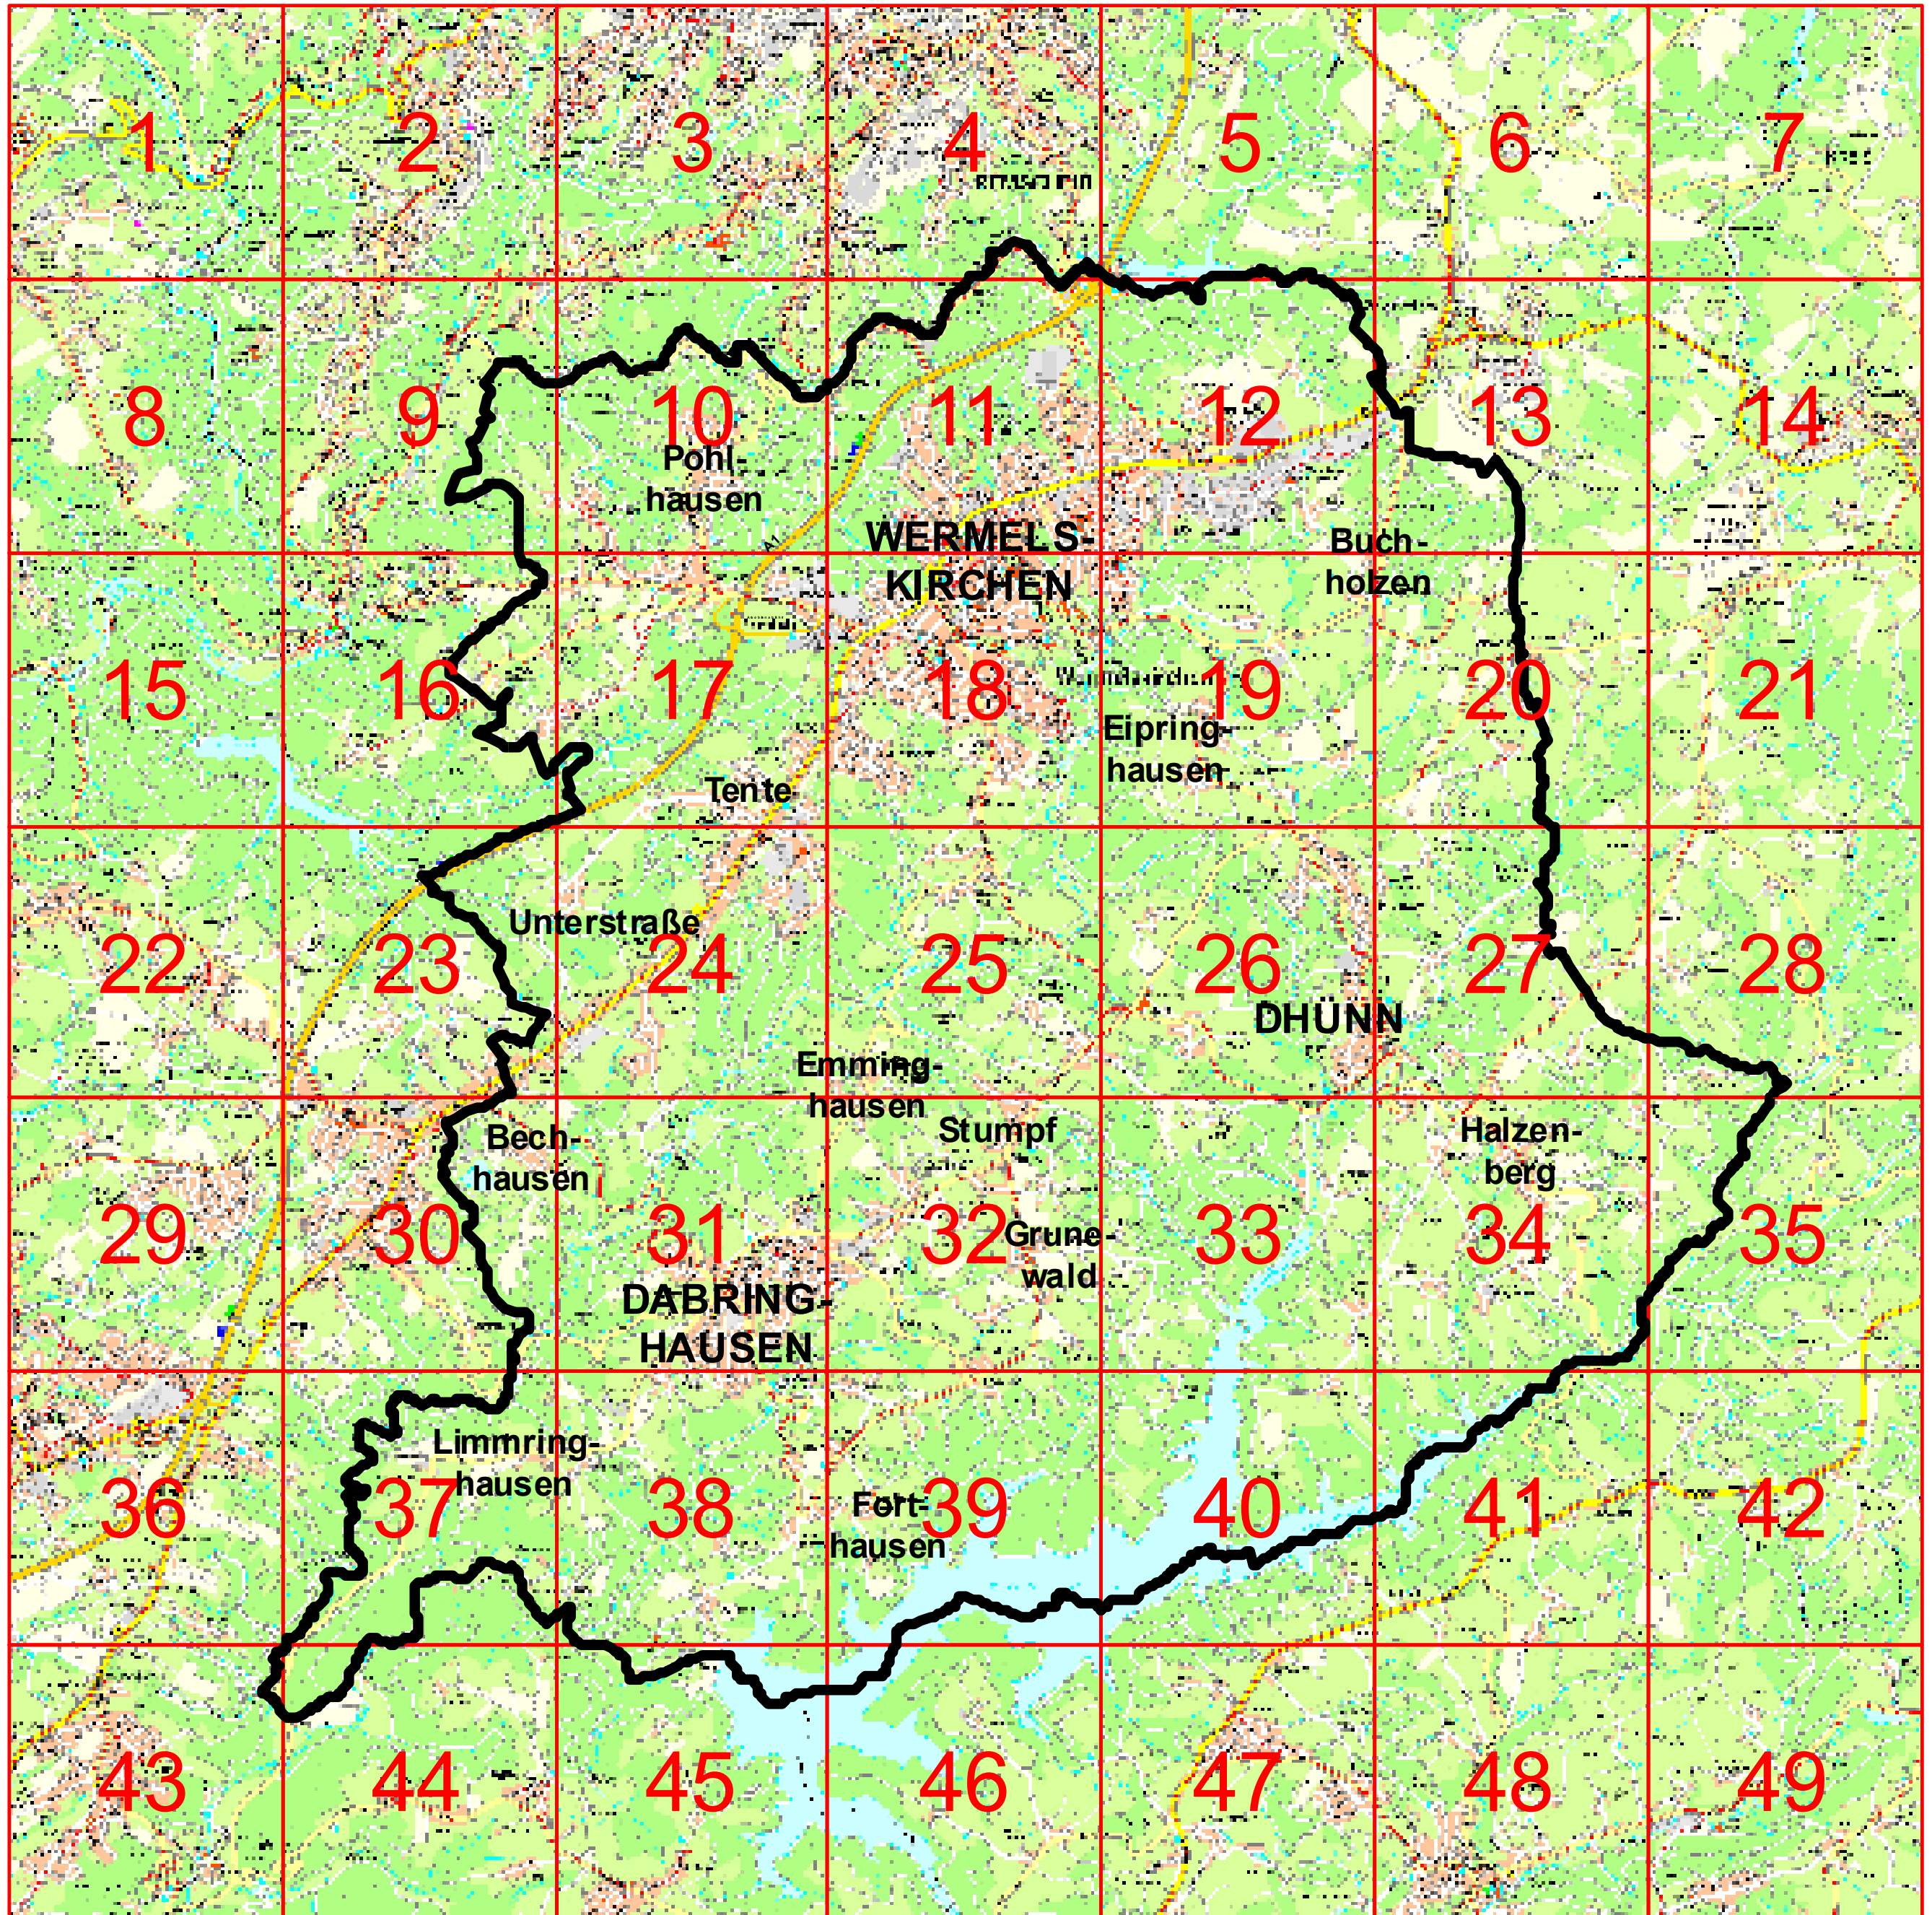 1 2 3 4 5 6 7
8 9 10 11 12 13 14
Pohl
hausen
WERMELS-
KIRCHEN
Buch-
holzen
A1
15 16 17 18 19 20 21
Eipring-
hausen
Tente
Unterstraße
22 23 24 25 26 27 28
DHÜNN
Emming-
hausen
Stumpf
Bech-
hausen
Halzen-
berg
29 30 31 32 33 34 35
Grune-
wald
DABRING-
HAUSEN
Limmring-
hausen
36 37 38 39 40 41 42
Fort-
hausen
43 44 45 46 47 48 49